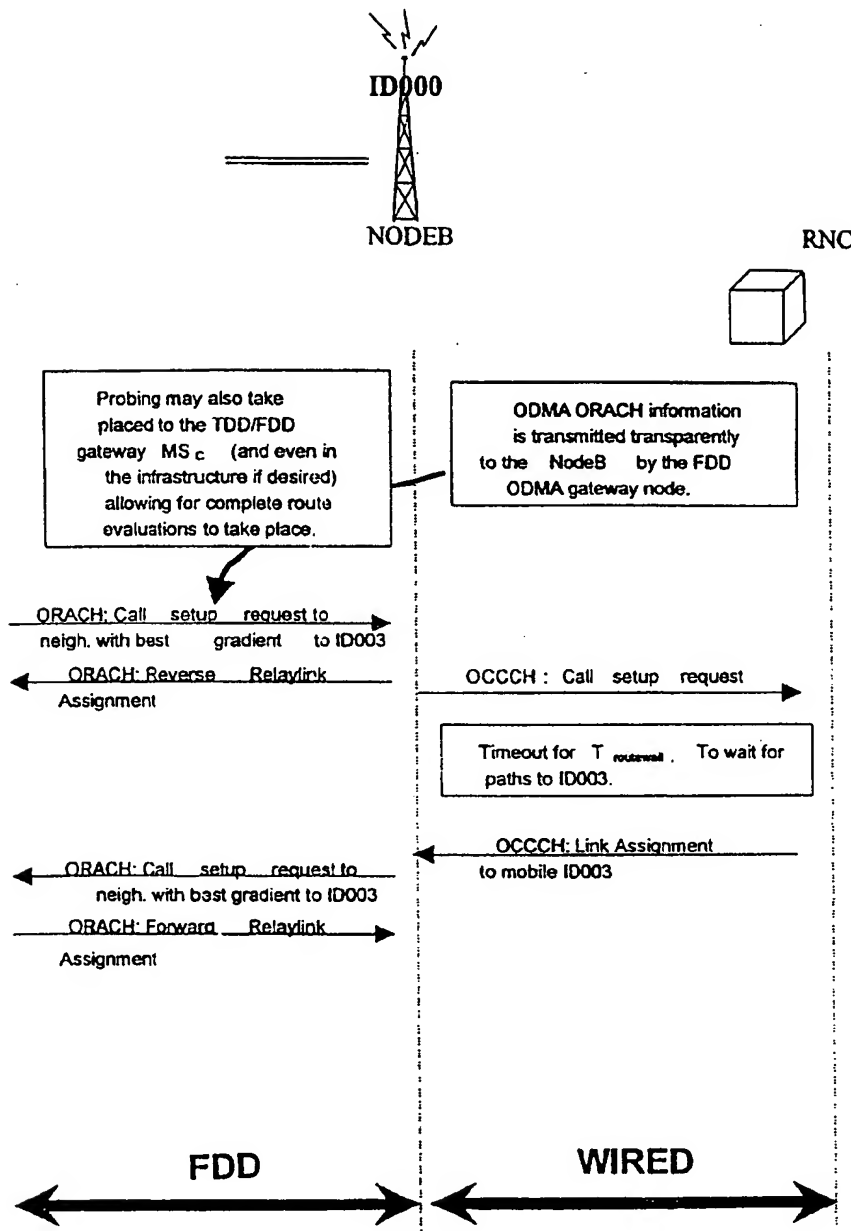 ID000
NODEB
RNC
Probing may also take
placed to the TDD/FDD
gateway MS c (and even in
the infrastructure if desired)
allowing for complete route
evaluations to take place.
ODMA ORACH information
is transmitted transparently
to the NodeB by the FDD
ODMA gateway node.
ORACH: Call setup request to
neigh. with best gradient to ID003
ORACH: Reverse Relaylink
Assignment
OCCCH : Call setup request
Timeout for T . To wait for
paths to ID003.
OCCCH: Link Assignment
to mobile ID003
ORACH: Call setup request to
neigh. with best gradient to ID003
ORACH: Forward Relaylink
Assignment
FDD
WIRED